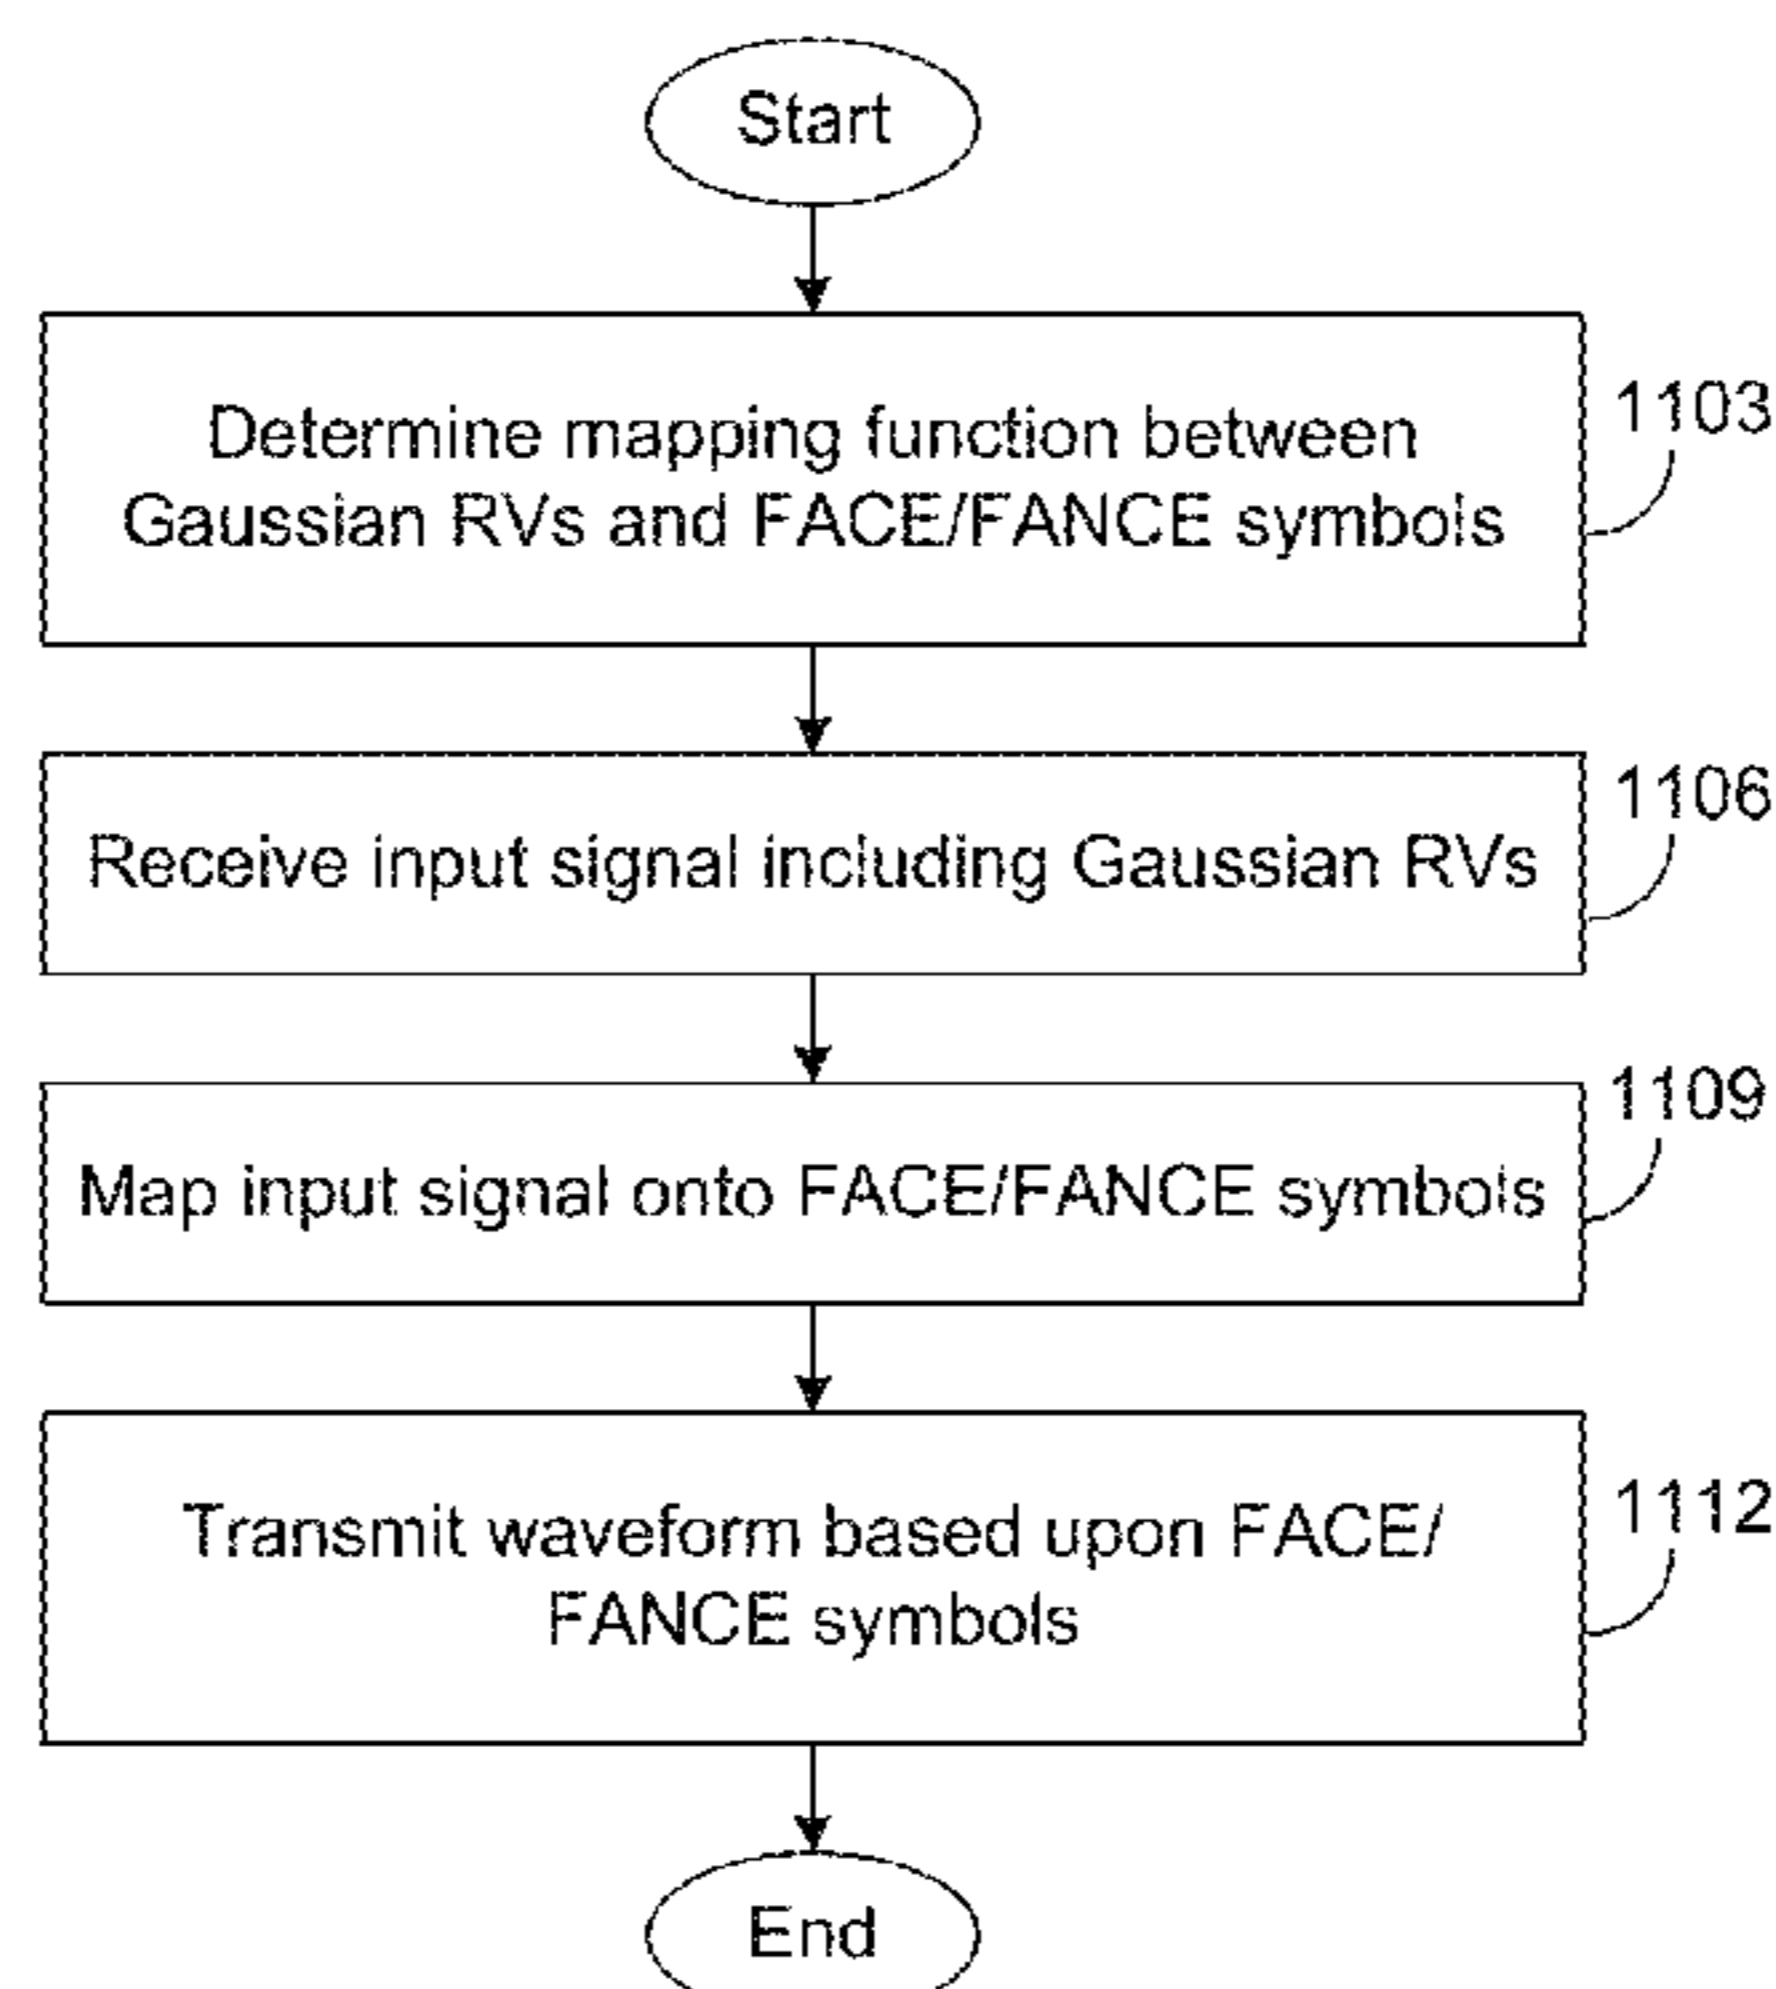 Start
Determine mapping function between
Gaussian RVs and FACE/FANCE symbols
1103
Receive input signal including Gaussian RVs
1106
Map input signal onto FACE/FANCE symbols
1109
Transmit waveform based upon FACE/
FANCE symbols
1112
End